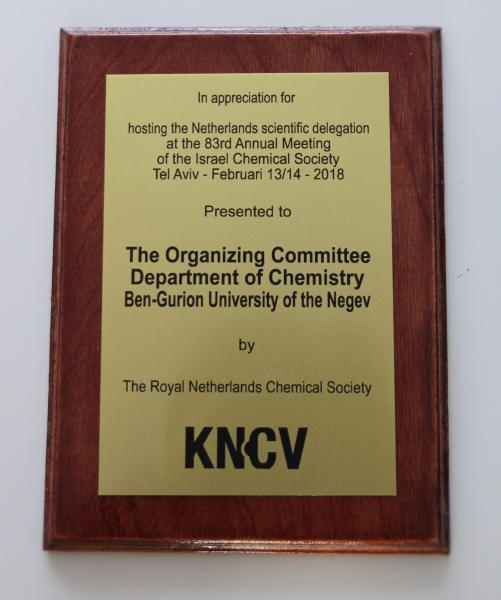 In appreciation for
hosting the Netherlands scientific delegation
at the 83rd Annual Meeting
of the Israel Chemical Society
Tel Aviv - Februari 13/14 - 2018
Presented to
The Organizing Committee
Department of Chemistry
Ben-Gurion University of the Negev
by
The Royal Netherlands Chemical Society
KNCV